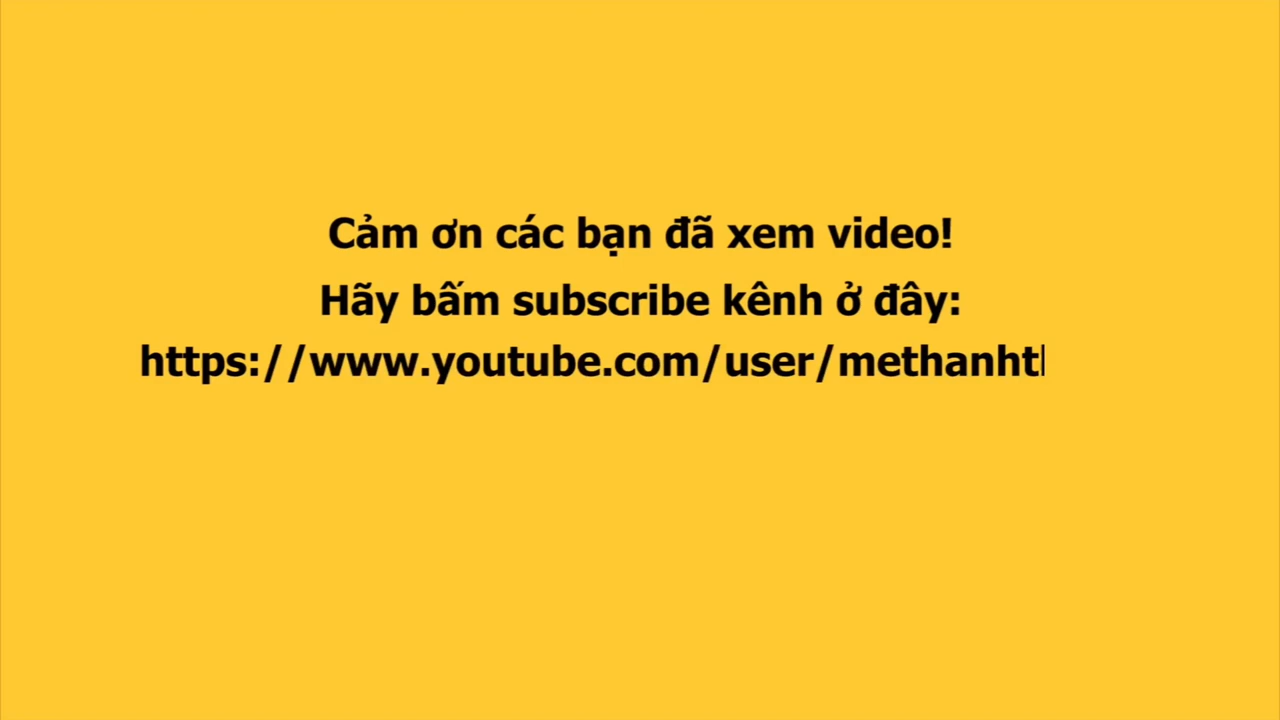 Cảm ơn các bạn đã xem video!
Hãy bấm subscribe kênh ở đây:
https://www.youtube.com/user/methanht